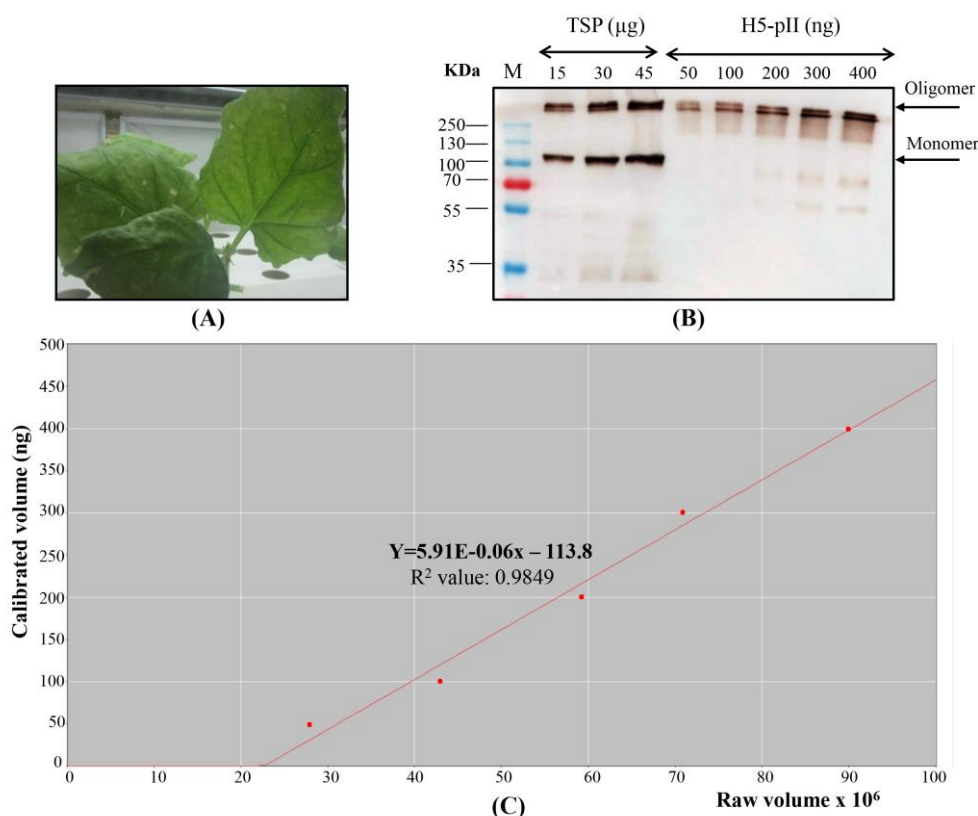 TSP (µg) H5-pII (ng)
KDa M 15 30 45 50 100 200 300 400
Oligomer
250
130
Monomer
100
70
55
35
(A) (B)
500
450
400
350
300
250
200
150
100
50
0
Calibrated volume (ng)
Y=5.91E-0.06x – 113.8
R² value: 0.9849
0 10 20 30 40 50 60 70 80 90 100
(C) Raw volume x 10⁶